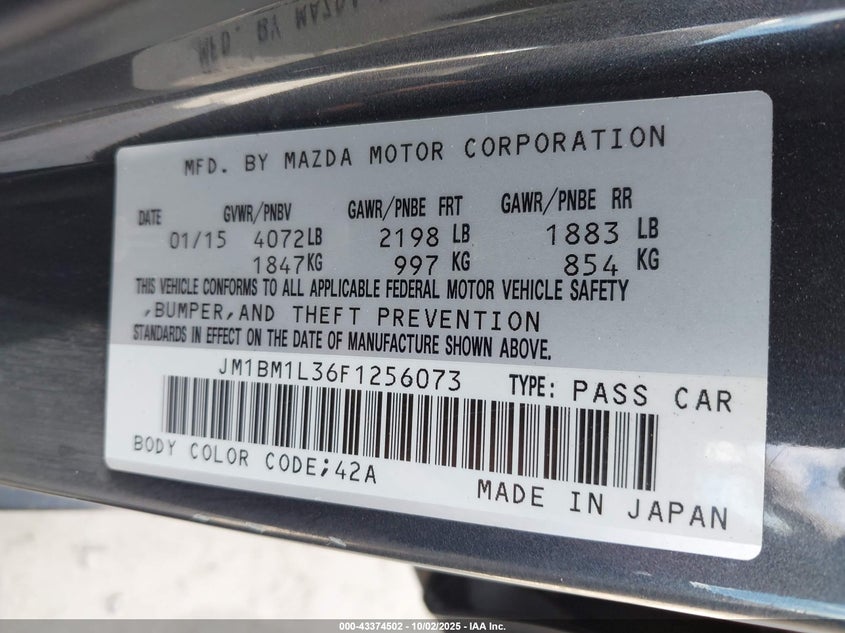 MFD. BY MAZDA
MFD. BY MAZDA MOTOR CORPORATION
DATE GVWR/PNBV GAWR/PNBE FRT GAWR/PNBE RR
01/15 4072LB 2198 LB 1883 LB
1847KG 997 KG 854 KG
THIS VEHICLE CONFORMS TO ALL APPLICABLE FEDERAL MOTOR VEHICLE SAFETY
,BUMPER,AND THEFT PREVENTION
STANDARDS IN EFFECT ON THE DATE OF MANUFACTURE SHOWN ABOVE.
JM1BM1L36F1256073 TYPE: PASS CAR
BODY COLOR CODE;42A
MADE IN JAPAN
000-43374502 | 10/02/2025 - IAA Inc.